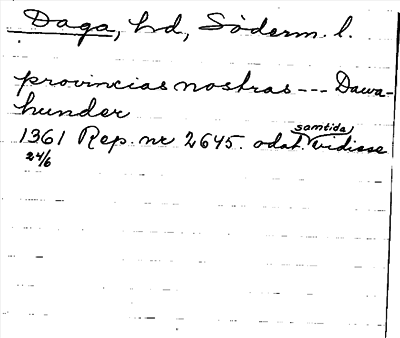 Daga, hd, Söderm. l.
provincias nostras --- Dawa-
hunder
1361 Rep. nr 2645. odat. samtida vidisse
24/6